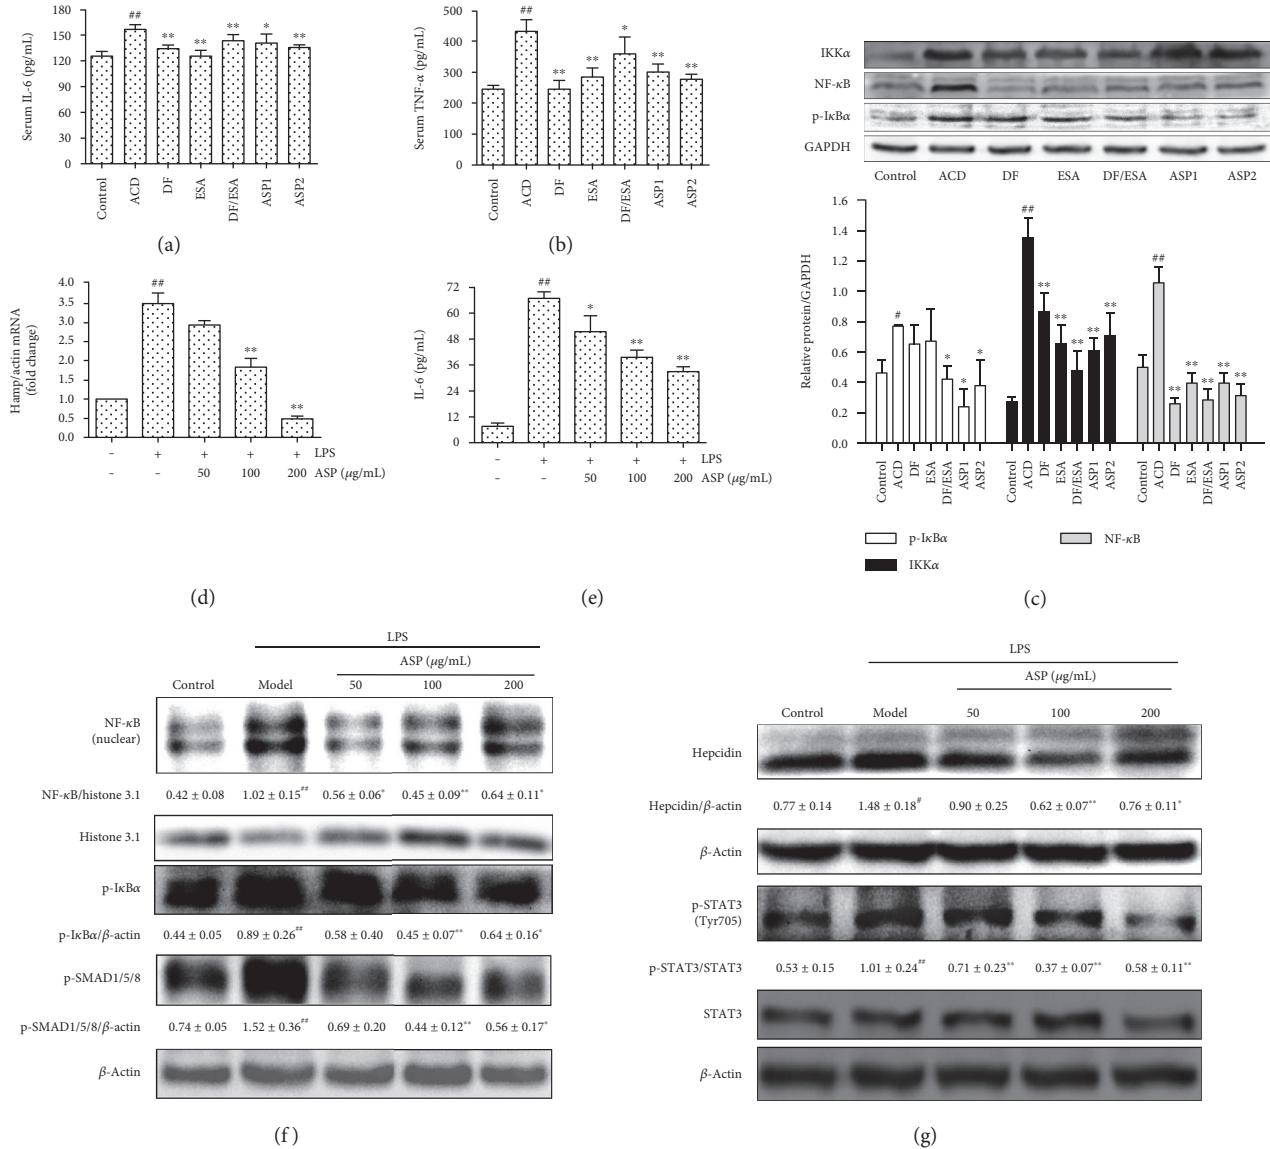 180
150
120
90
60
30
0
Serum IL-6 (pg/mL)
##
**
**
**
*
**
Control
ACD
DF
ESA
DF/ESA
ASP1
ASP2
(a)
500
400
300
200
100
0
Serum TNF-α (pg/mL)
##
**
**
*
**
**
Control
ACD
DF
ESA
DF/ESA
ASP1
ASP2
(b)
IKKα
NF-κB
p-IκBα
GAPDH
Control ACD DF ESA DF/ESA ASP1 ASP2
1.6
1.4
1.2
1.0
0.8
0.6
0.4
0.2
0.0
Relative protein/GAPDH
#
*
*
*
##
**
**
**
**
**
##
**
**
**
**
**
Control
ACD
DF
ESA
DF/ESA
ASP1
ASP2
Control
ACD
DF
ESA
DF/ESA
ASP1
ASP2
Control
ACD
DF
ESA
DF/ESA
ASP1
ASP2
p-IκBα
NF-κB
IKKα
(c)
4.0
3.5
3.0
2.5
2.0
1.5
1.0
0.5
0.0
Hamp/actin mRNA
(fold change)
##
**
**
– + + + + LPS
– – 50 100 200 ASP (μg/mL)
(d)
72
60
48
36
24
12
0
IL-6 (pg/mL)
##
*
**
**
– + + + + LPS
– – 50 100 200 ASP (μg/mL)
(e)
LPS
ASP (μg/mL)
Control Model 50 100 200
NF-κB
(nuclear)
NF-κB/histone 3.1 0.42 ± 0.08 1.02 ± 0.15## 0.56 ± 0.06* 0.45 ± 0.09** 0.64 ± 0.11*
Histone 3.1
p-IκBα
p-IκBα/β-actin 0.44 ± 0.05 0.89 ± 0.26## 0.58 ± 0.40 0.45 ± 0.07** 0.64 ± 0.16*
p-SMAD1/5/8
p-SMAD1/5/8/β-actin 0.74 ± 0.05 1.52 ± 0.36## 0.69 ± 0.20 0.44 ± 0.12** 0.56 ± 0.17*
β-Actin
(f)
LPS
ASP (μg/mL)
Control Model 50 100 200
Hepcidin
Hepcidin/β-actin 0.77 ± 0.14 1.48 ± 0.18# 0.90 ± 0.25 0.62 ± 0.07** 0.76 ± 0.11*
β-Actin
p-STAT3
(Tyr705)
p-STAT3/STAT3 0.53 ± 0.15 1.01 ± 0.24## 0.71 ± 0.23** 0.37 ± 0.07** 0.58 ± 0.11**
STAT3
β-Actin
(g)